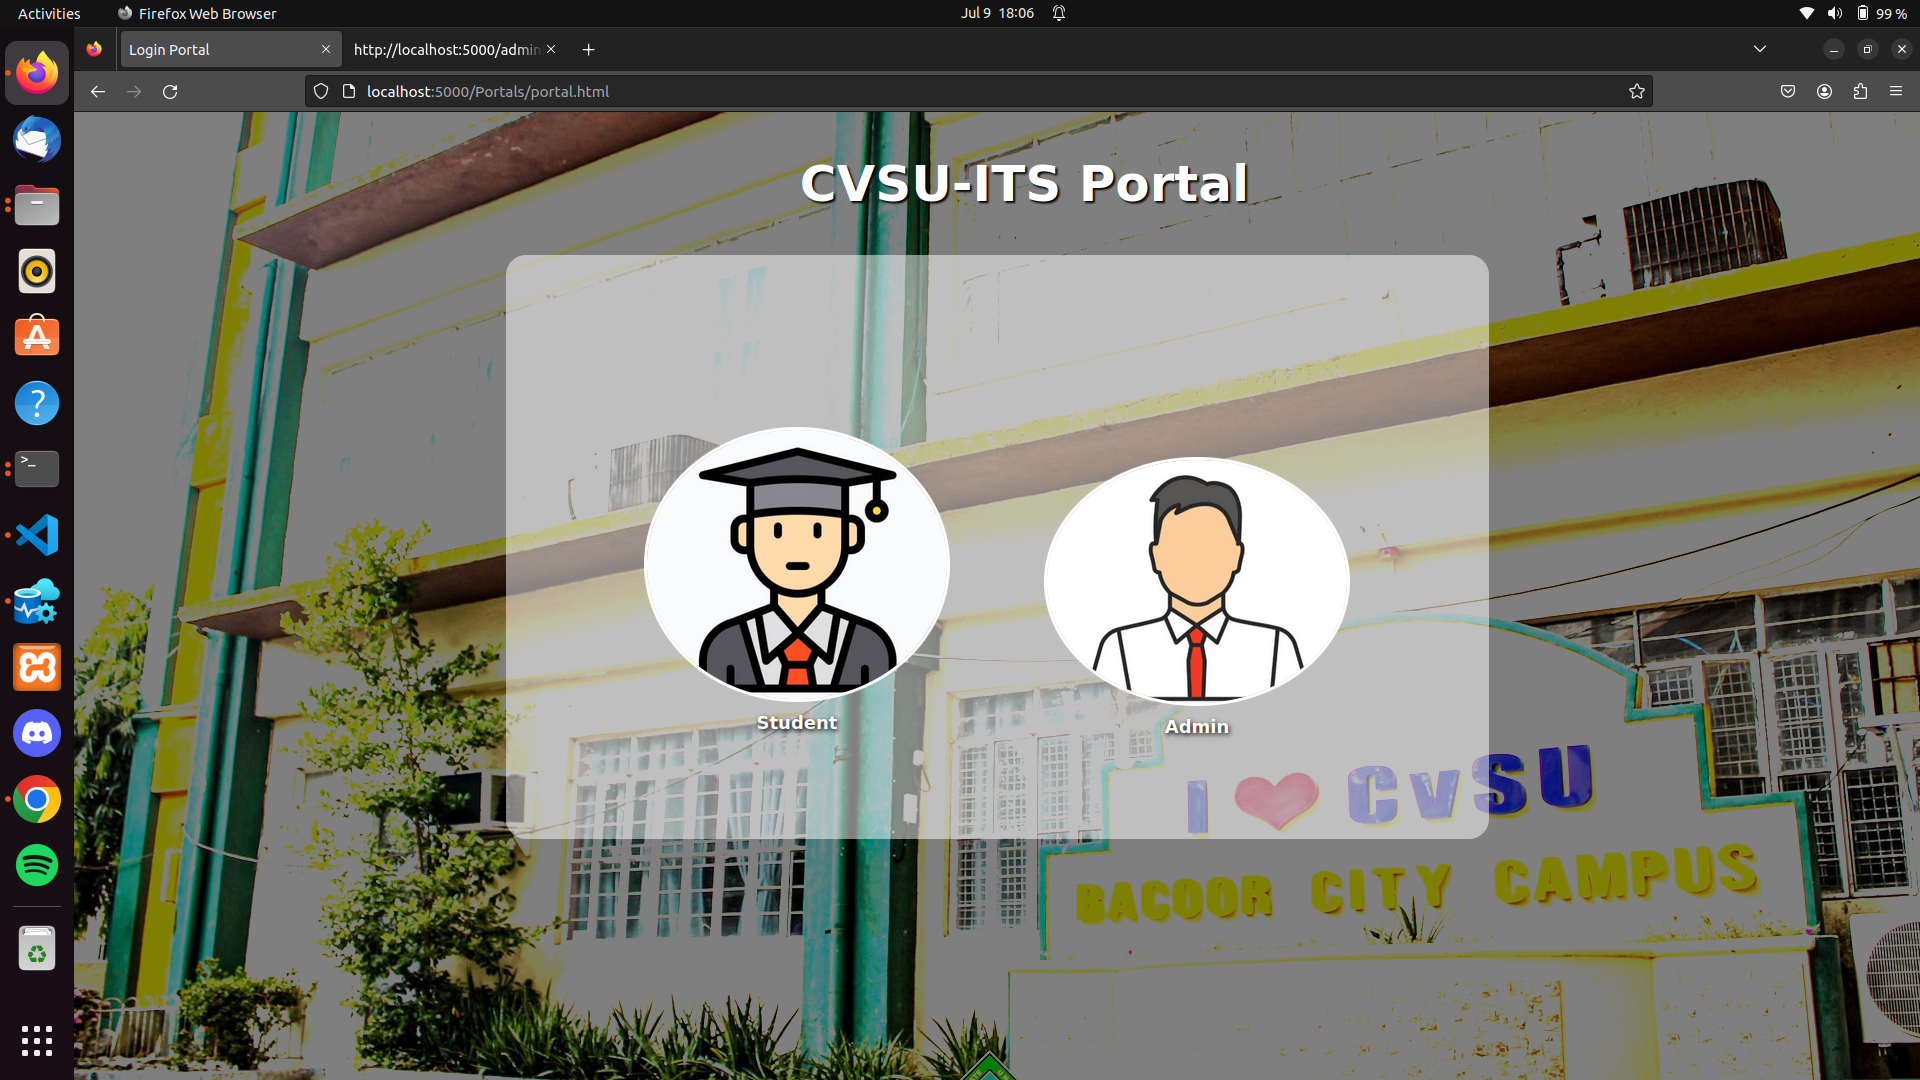 Activities
Firefox Web Browser
Jul 9 18:06
99 %
Login Portal
http://localhost:5000/admin
localhost:5000/Portals/portal.html
CVSU-ITS Portal
Student
Admin
I ❤ CvSU
BACOOR CITY CAMPUS